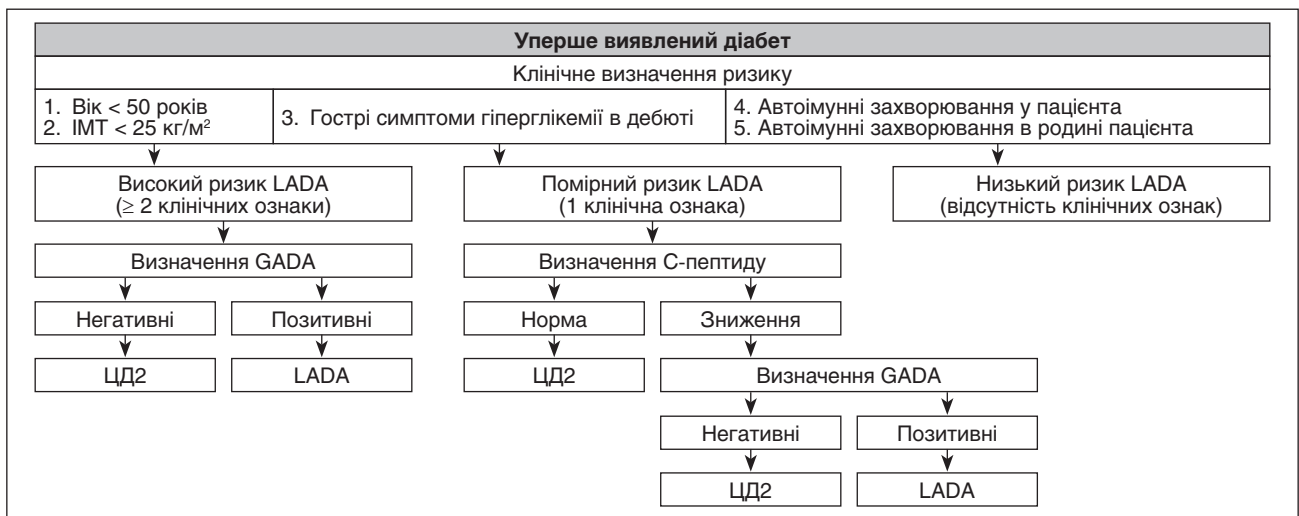 Уперше виявлений діабет
Клінічне визначення ризику
1. Вік < 50 років
2. ІМТ < 25 кг/м²
3. Гострі симптоми гіперглікемії в дебюті
4. Автоімунні захворювання у пацієнта
5. Автоімунні захворювання в родині пацієнта
Високий ризик LADA
(≥ 2 клінічних ознаки)
Помірний ризик LADA
(1 клінічна ознака)
Низький ризик LADA
(відсутність клінічних ознак)
Визначення GADA
Визначення С-пептиду
Негативні
Позитивні
Норма
Зниження
ЦД2
LADA
ЦД2
Визначення GADA
Негативні
Позитивні
ЦД2
LADA